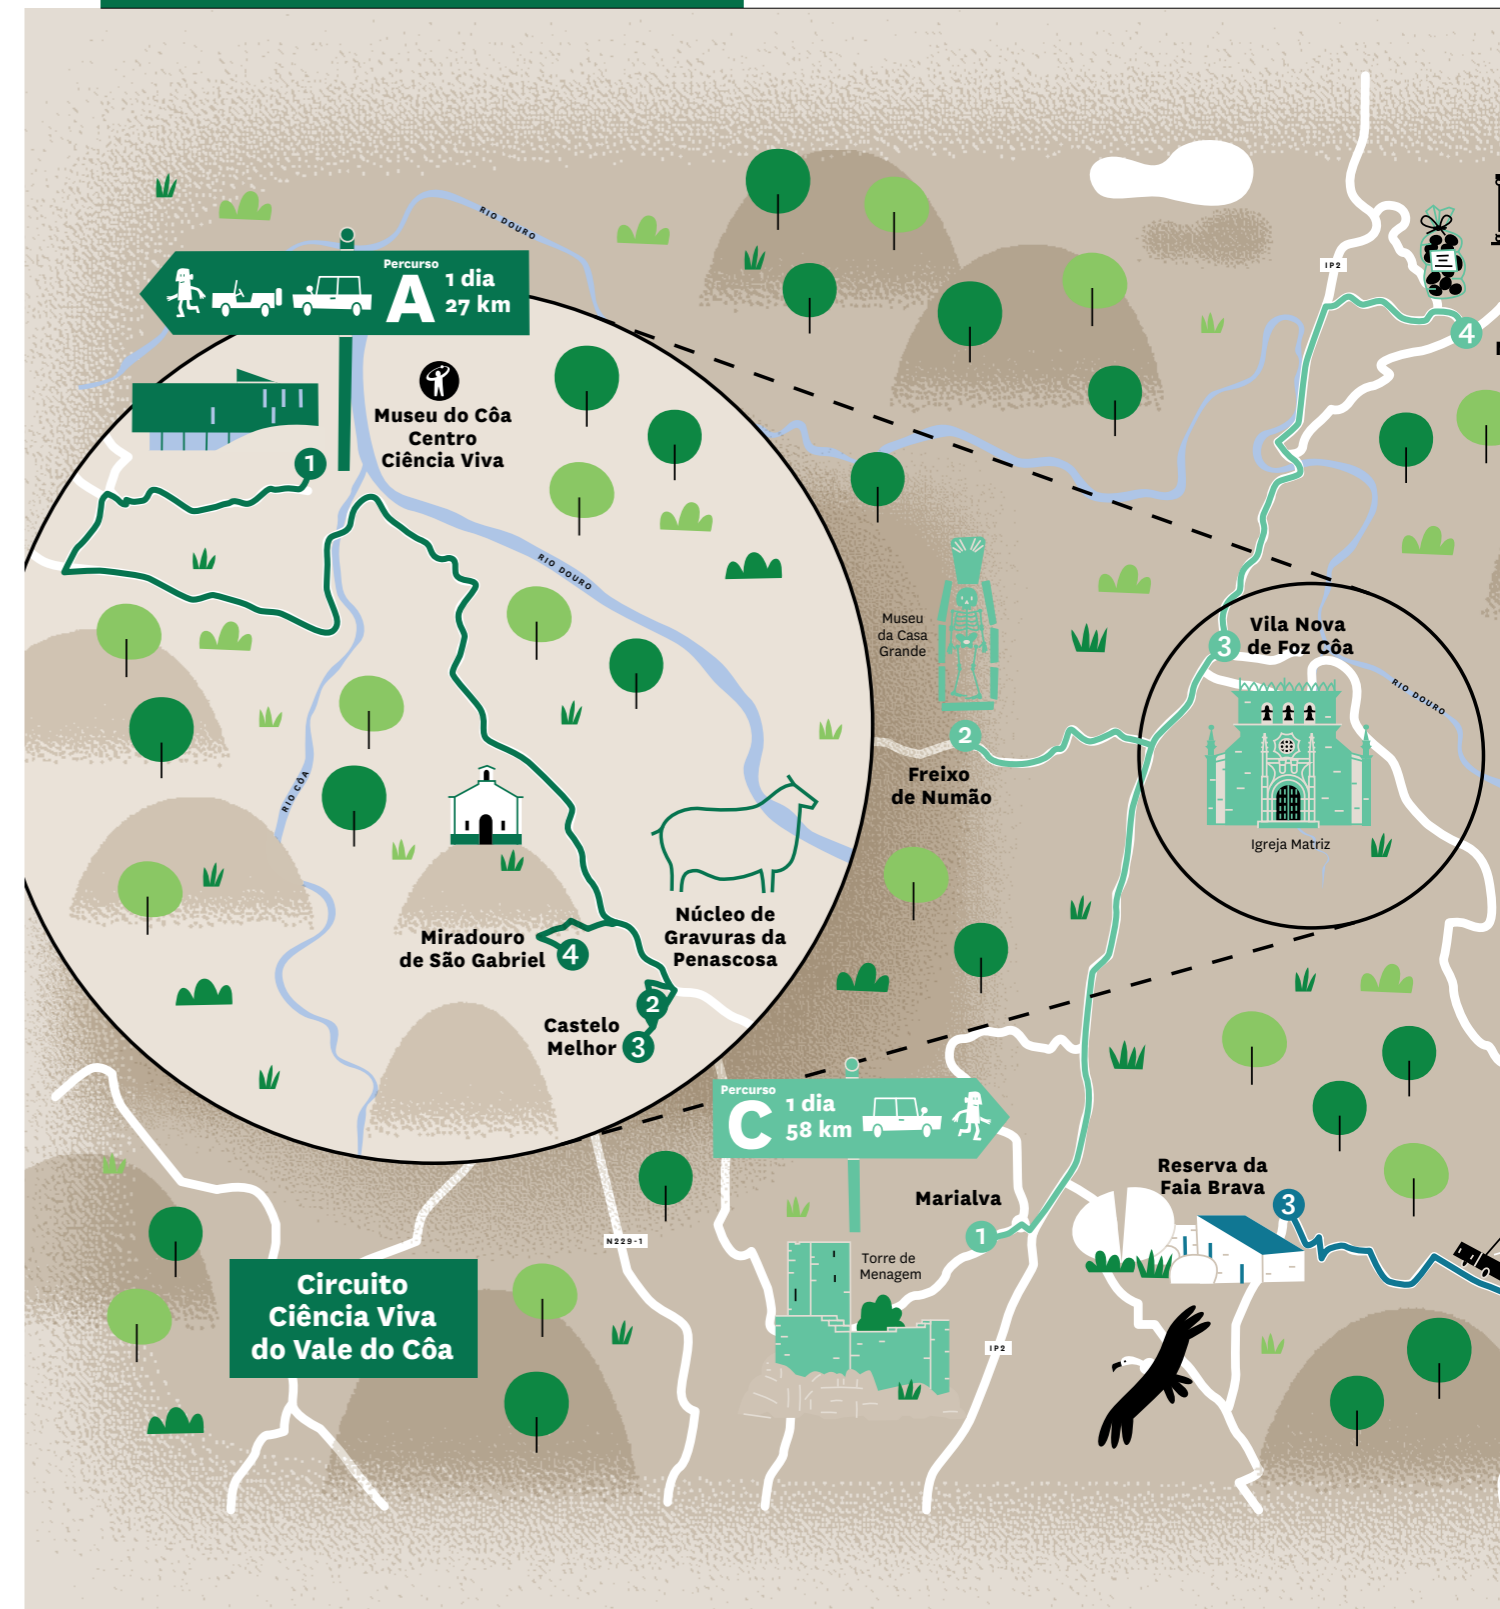 RIO DOURO
Percurso
A
1 dia
27 km
IP2
4
Museu do Côa
Centro
Ciência Viva
1
RIO DOURO
Museu
da Casa
Grande
2
Freixo
de Numão
Vila Nova
3
de Foz Côa
RIO DOURO
Igreja Matriz
RIO CÔA
Miradouro
de São Gabriel
4
Núcleo de
Gravuras da
Penascosa
2
Castelo
Melhor
3
Percurso
C
1 dia
58 km
Marialva
1
Reserva da
Faia Brava
3
Torre de
Menagem
N229-1
IP2
Circuito
Ciência Viva
do Vale do Côa